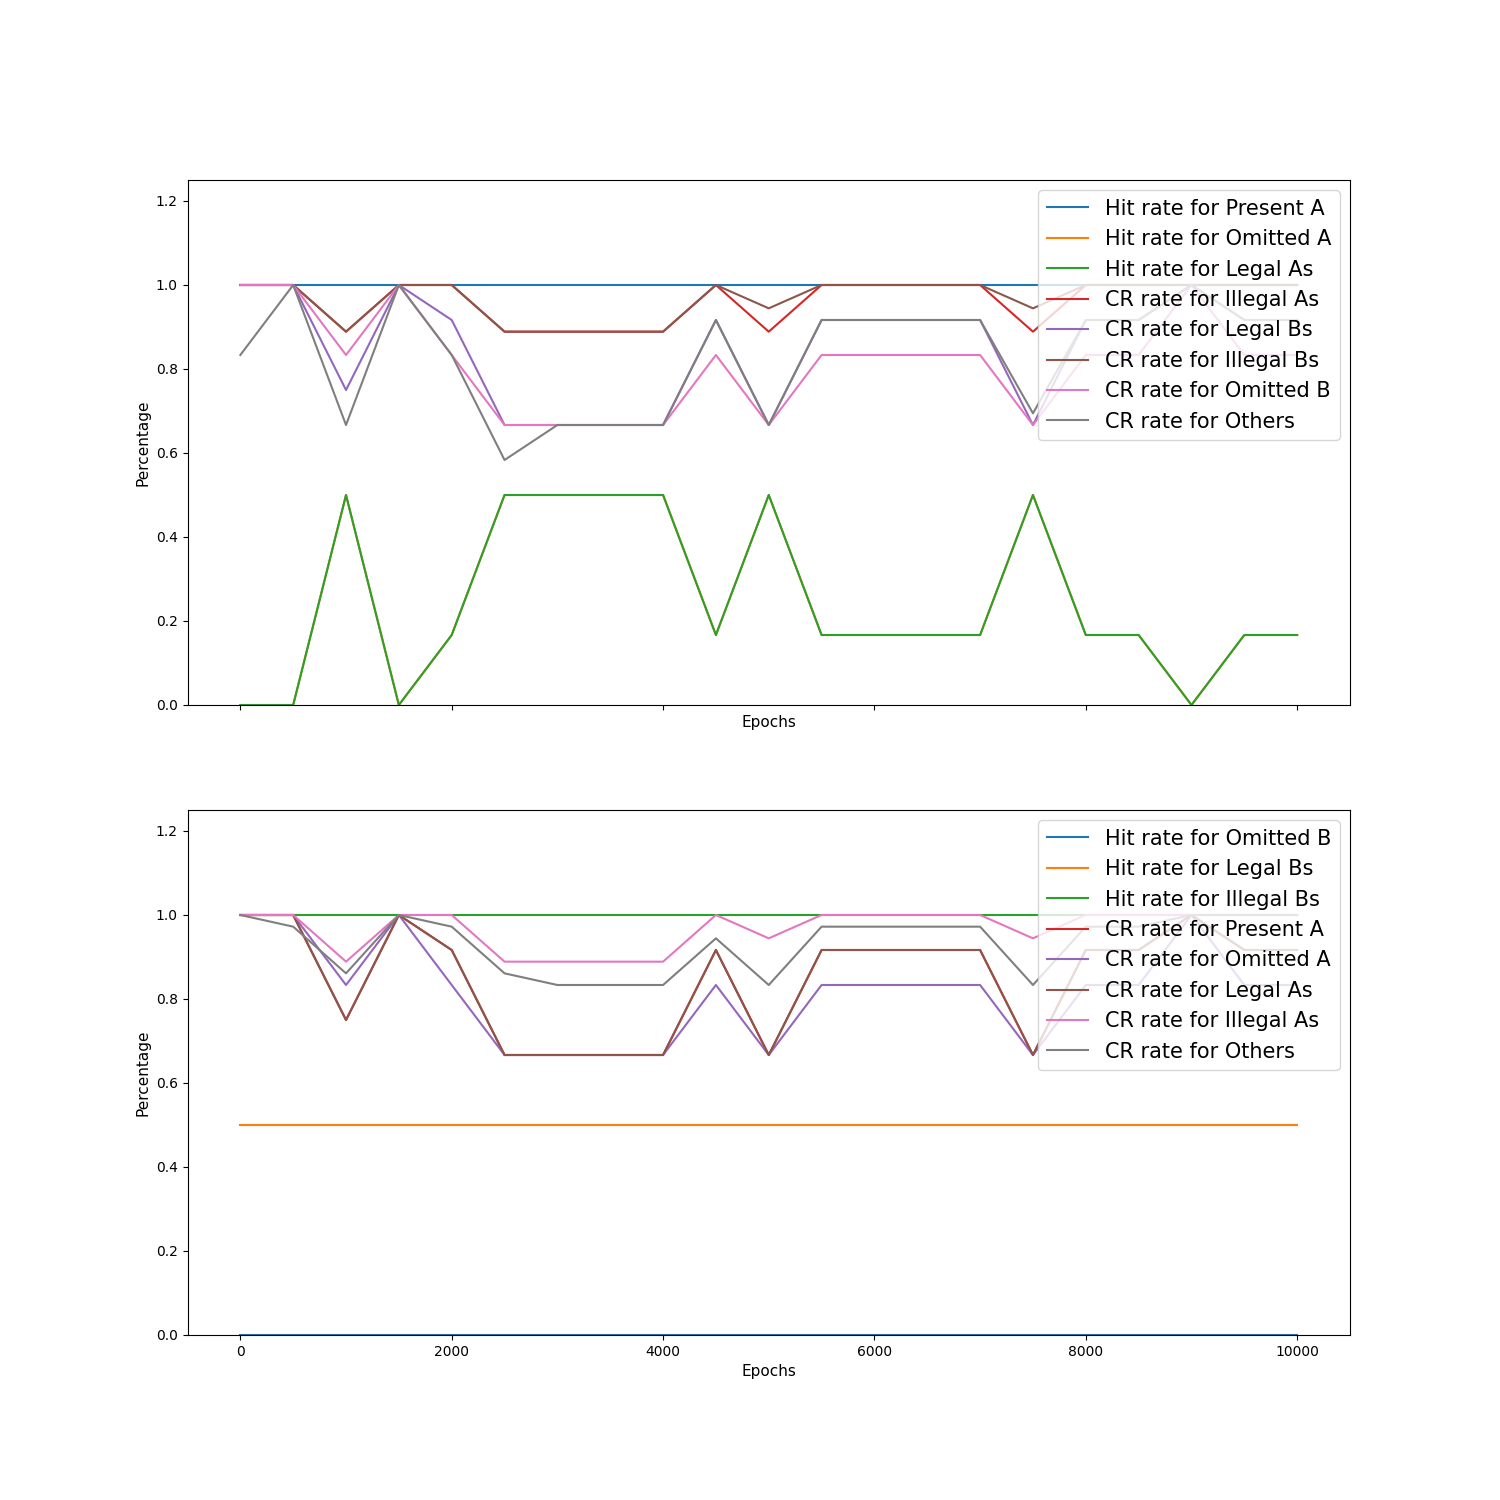 1.2
1.0
0.8
0.6
0.4
0.2
0.0
Percentage
Epochs
Hit rate for Present A
Hit rate for Omitted A
Hit rate for Legal As
CR rate for Illegal As
CR rate for Legal Bs
CR rate for Illegal Bs
CR rate for Omitted B
CR rate for Others
1.2
1.0
0.8
0.6
0.4
0.2
0.0
Percentage
0 2000 4000 6000 8000 10000
Epochs
Hit rate for Omitted B
Hit rate for Legal Bs
Hit rate for Illegal Bs
CR rate for Present A
CR rate for Omitted A
CR rate for Legal As
CR rate for Illegal As
CR rate for Others